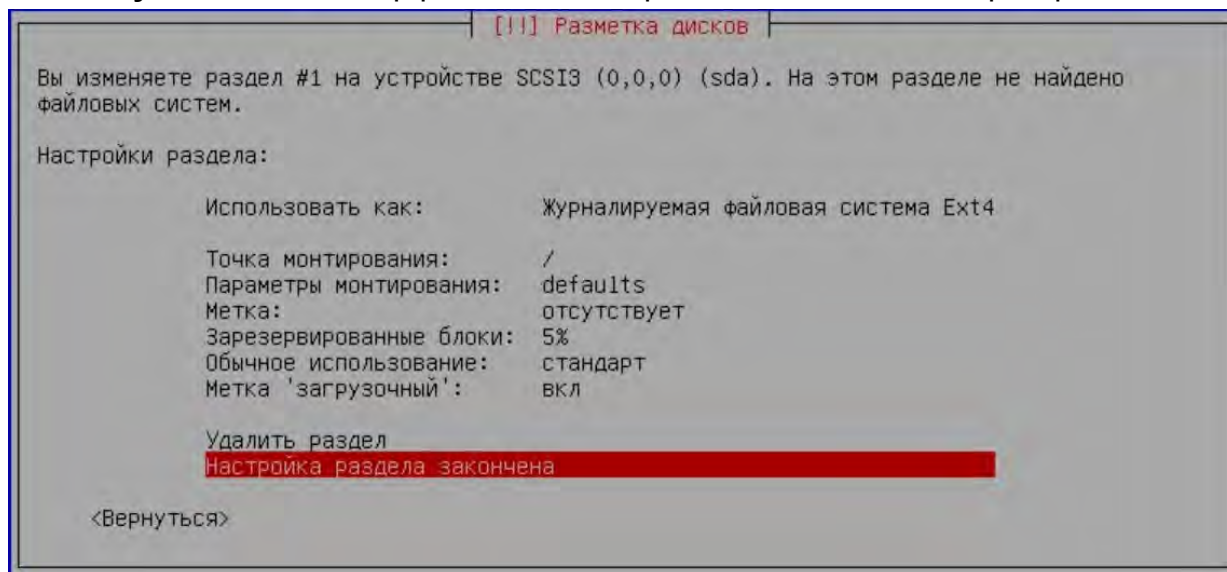 [!!] Разметка дисков
Вы изменяете раздел #1 на устройстве SCSI3 (0,0,0) (sda). На этом разделе не найдено
файловых систем.
Настройки раздела:
Использовать как: Журналируемая файловая система Ext4
Точка монтирования: /
Параметры монтирования: defaults
Метка: отсутствует
Зарезервированные блоки: 5%
Обычное использование: стандарт
Метка 'загрузочный': вкл
Удалить раздел
Настройка раздела закончена
<Вернуться>